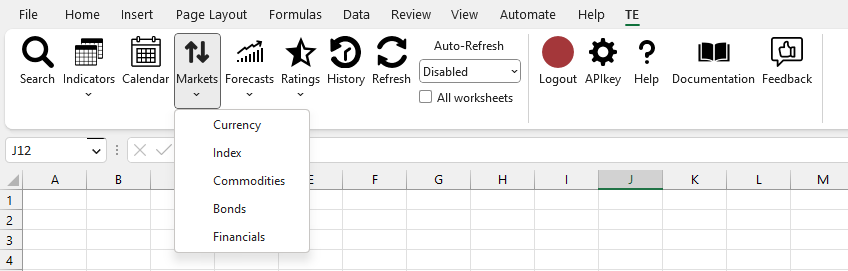 File Home Insert Page Layout Formulas Data Review View Automate Help TE
Auto-Refresh
Search Indicators Calendar Markets Forecasts Ratings History Refresh Disabled Logout APIkey Help Documentation Feedback
All worksheets
Currency
Index
Commodities
Bonds
Financials
J12
A B E F G H I J K L M
1
2
3
4